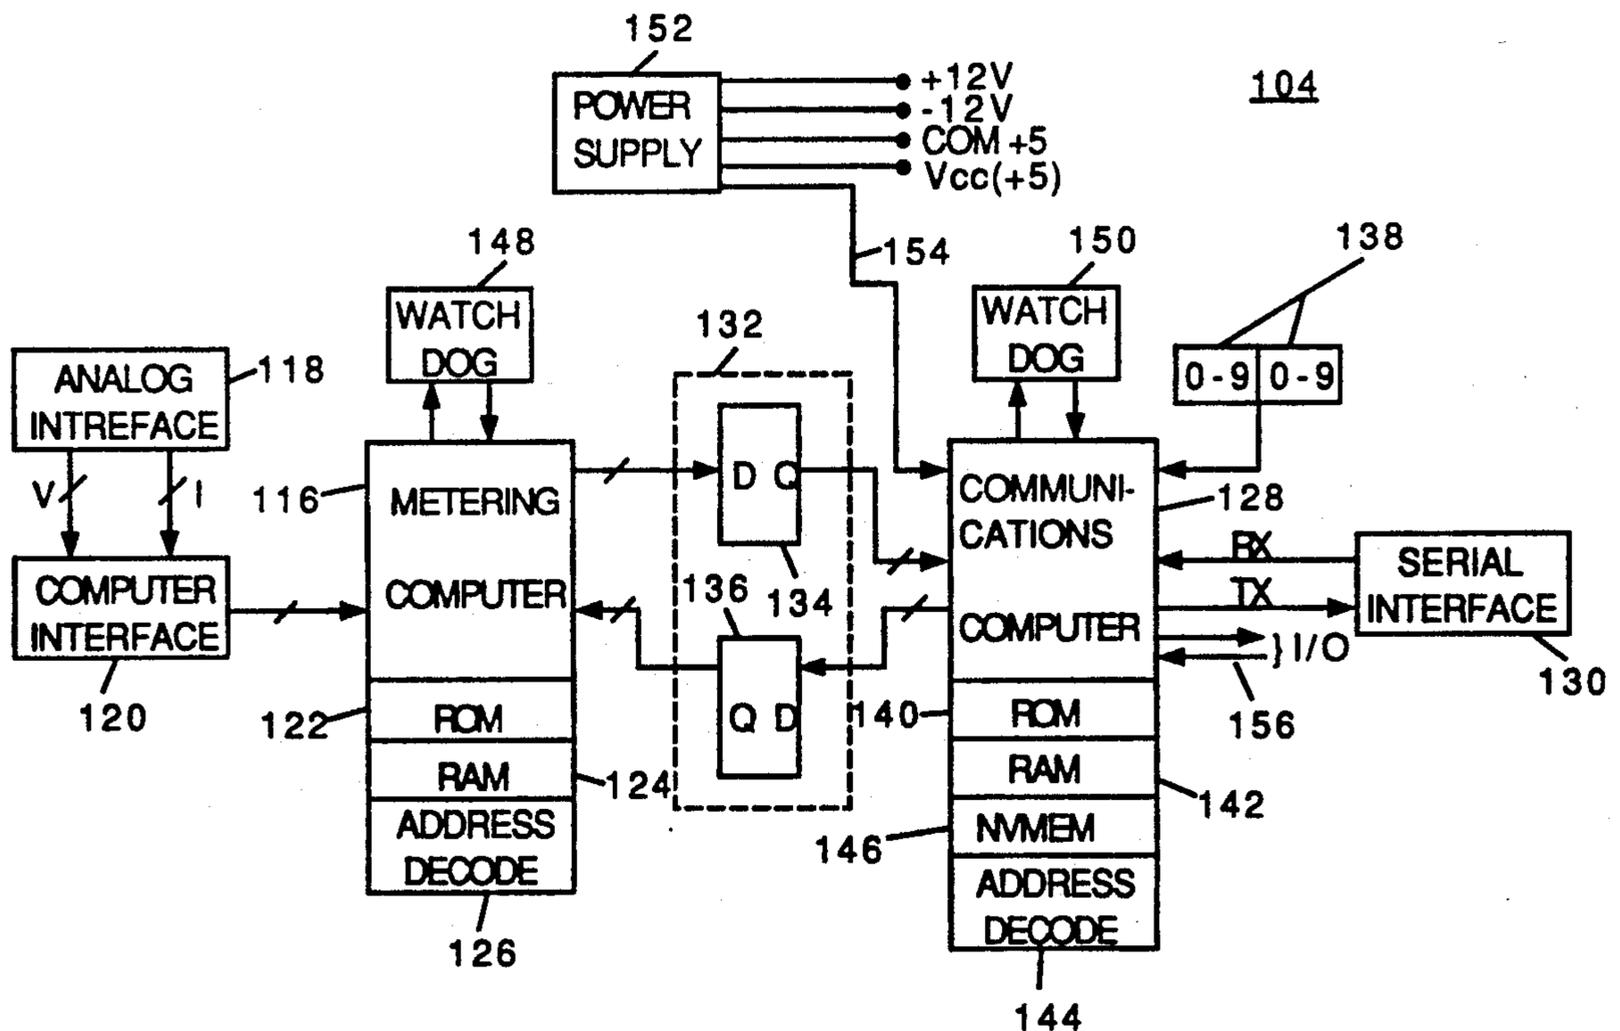 152
POWER
SUPPLY
+12V
-12V
COM +5
Vcc(+5)
104
154
148
WATCH
DOG
150
WATCH
DOG
138
0-9 0-9
132
ANALOG
INTREFACE
118
V
I
COMPUTER
INTERFACE
120
116
METERING
COMPUTER
122
ROM
RAM
124
ADDRESS
DECODE
126
D Q
134
136
Q D
COMMUNI-
CATIONS
COMPUTER
128
RX
TX
} I/O
156
SERIAL
INTERFACE
130
140
ROM
RAM
142
146
NVMEM
ADDRESS
DECODE
144